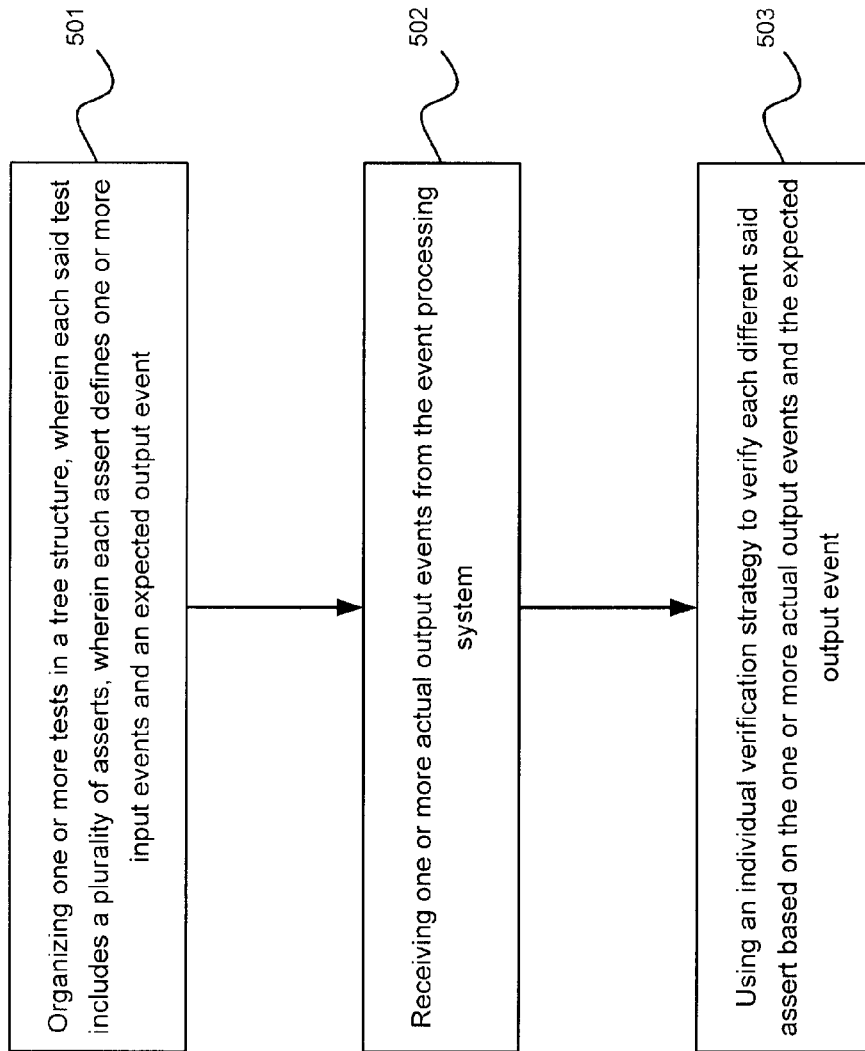 Organizing one or more tests in a tree structure, wherein each said test
includes a plurality of asserts, wherein each assert defines one or more
input events and an expected output event
501
Receiving one or more actual output events from the event processing
system
502
Using an individual verification strategy to verify each different said
assert based on the one or more actual output events and the expected
output event
503